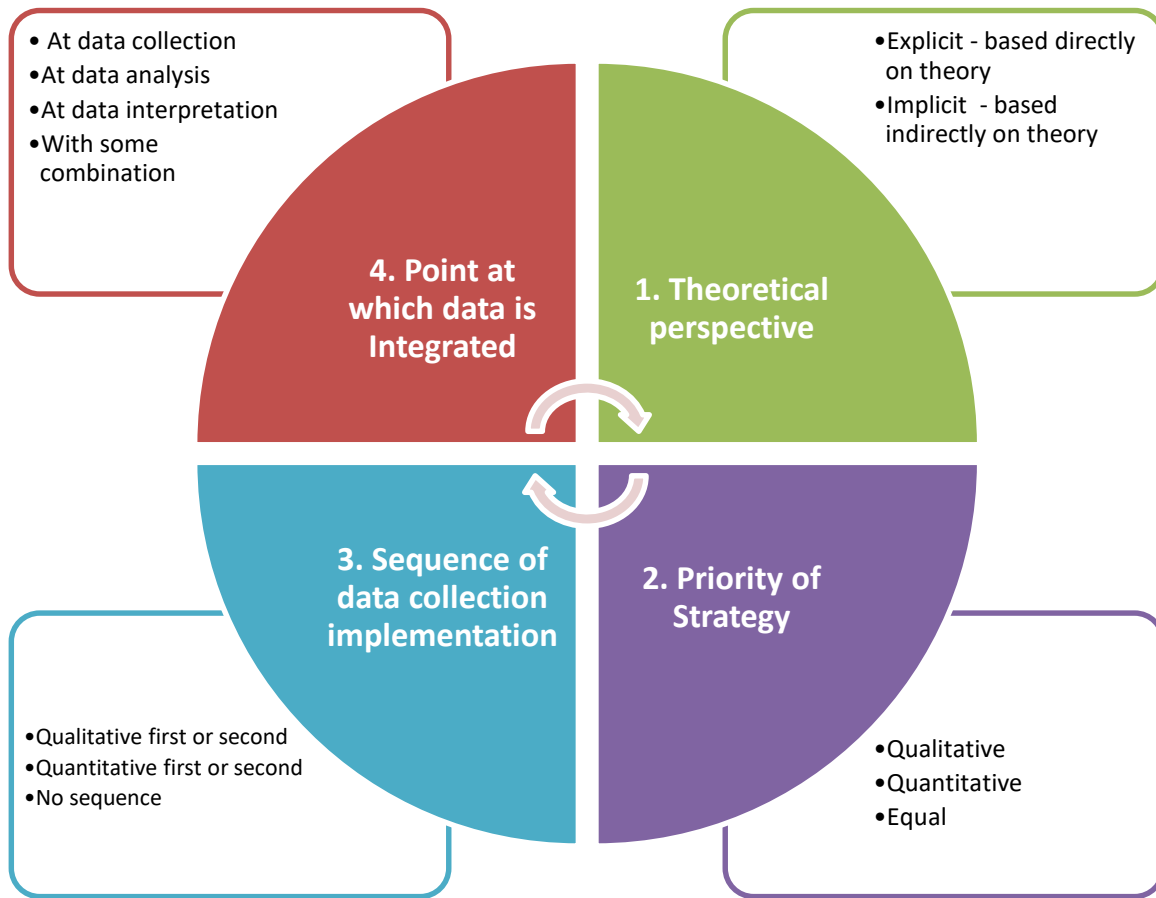 • At data collection
•At data analysis
•At data interpretation
•With some
combination
•Explicit - based directly
on theory
•Implicit - based
indirectly on theory
4. Point at
which data is
Integrated
1. Theoretical
perspective
3. Sequence of
data collection
implementation
2. Priority of
Strategy
•Qualitative first or second
•Quantitative first or second
•No sequence
•Qualitative
•Quantitative
•Equal